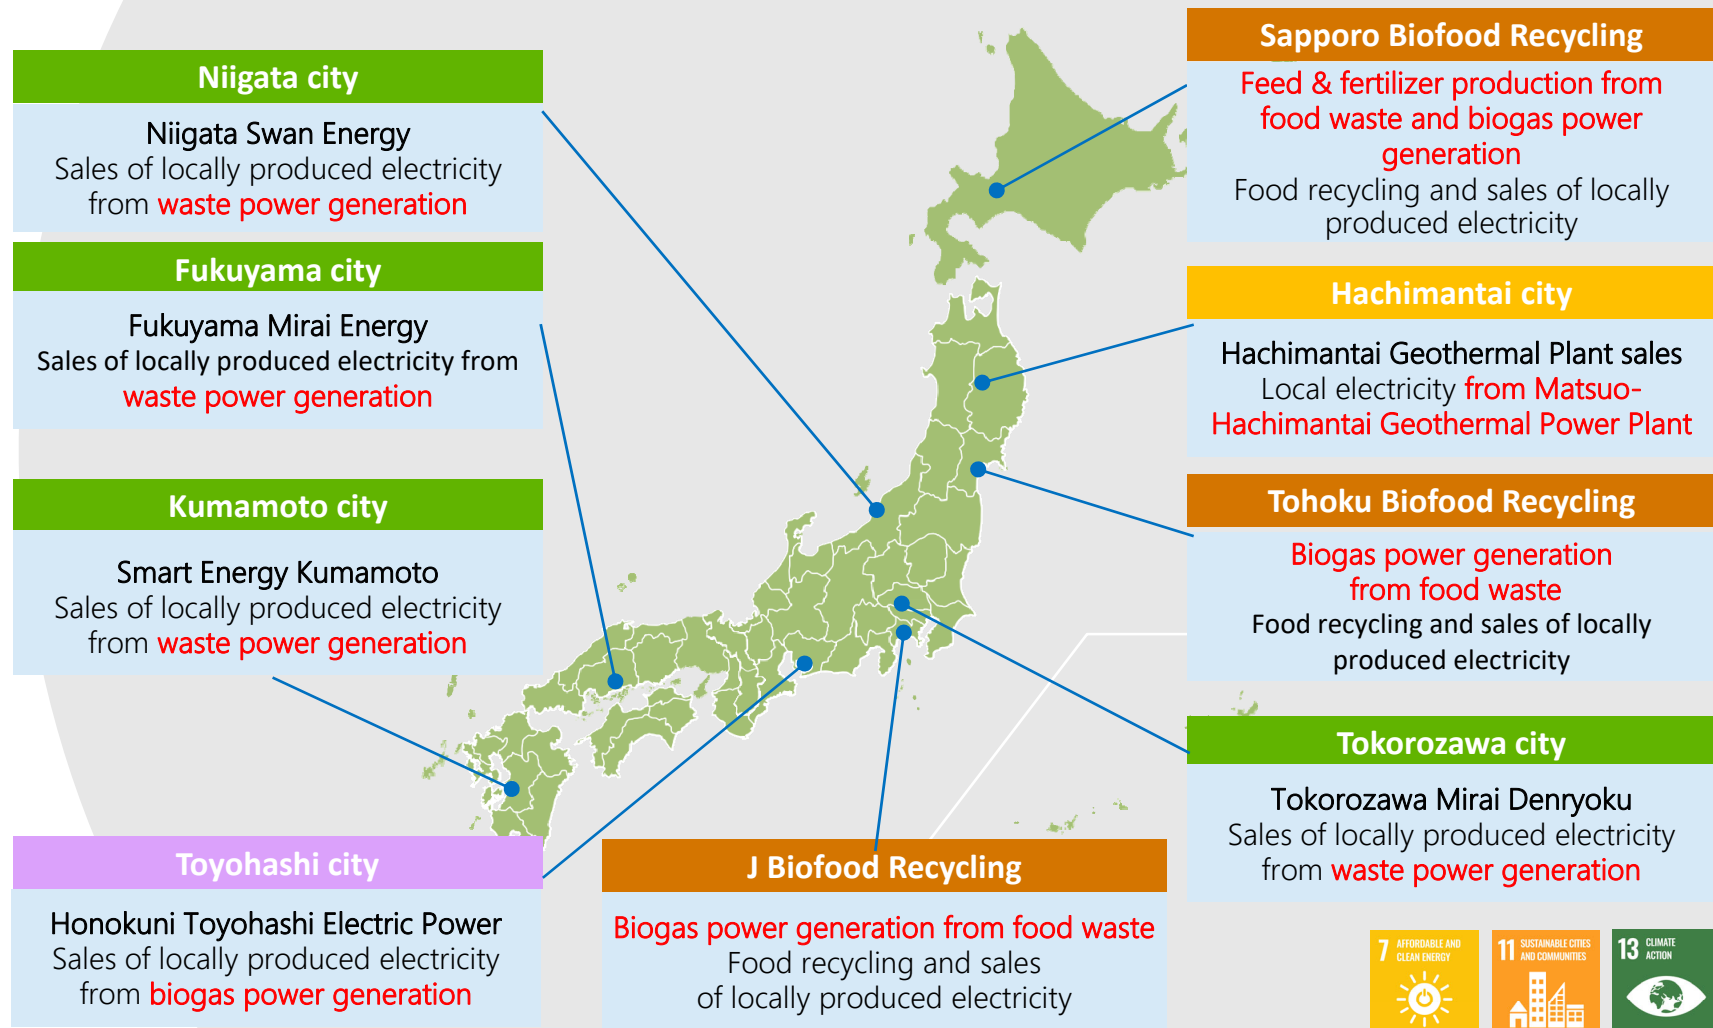 Niigata city
Niigata Swan Energy
Sales of locally produced electricity
from waste power generation
Fukuyama city
Fukuyama Mirai Energy
Sales of locally produced electricity from
waste power generation
Kumamoto city
Smart Energy Kumamoto
Sales of locally produced electricity
from waste power generation
Toyohashi city
Honokuni Toyohashi Electric Power
Sales of locally produced electricity
from biogas power generation
J Biofood Recycling
Biogas power generation from food waste
Food recycling and sales
of locally produced electricity
Sapporo Biofood Recycling
Feed & fertilizer production from
food waste and biogas power
generation
Food recycling and sales of locally
produced electricity
Hachimantai city
Hachimantai Geothermal Plant sales
Local electricity from Matsuo-
Hachimantai Geothermal Power Plant
Tohoku Biofood Recycling
Biogas power generation
from food waste
Food recycling and sales of locally
produced electricity
Tokorozawa city
Tokorozawa Mirai Denryoku
Sales of locally produced electricity
from waste power generation
7 AFFORDABLE AND
CLEAN ENERGY
11 SUSTAINABLE CITIES
AND COMMUNITIES
13 CLIMATE
ACTION